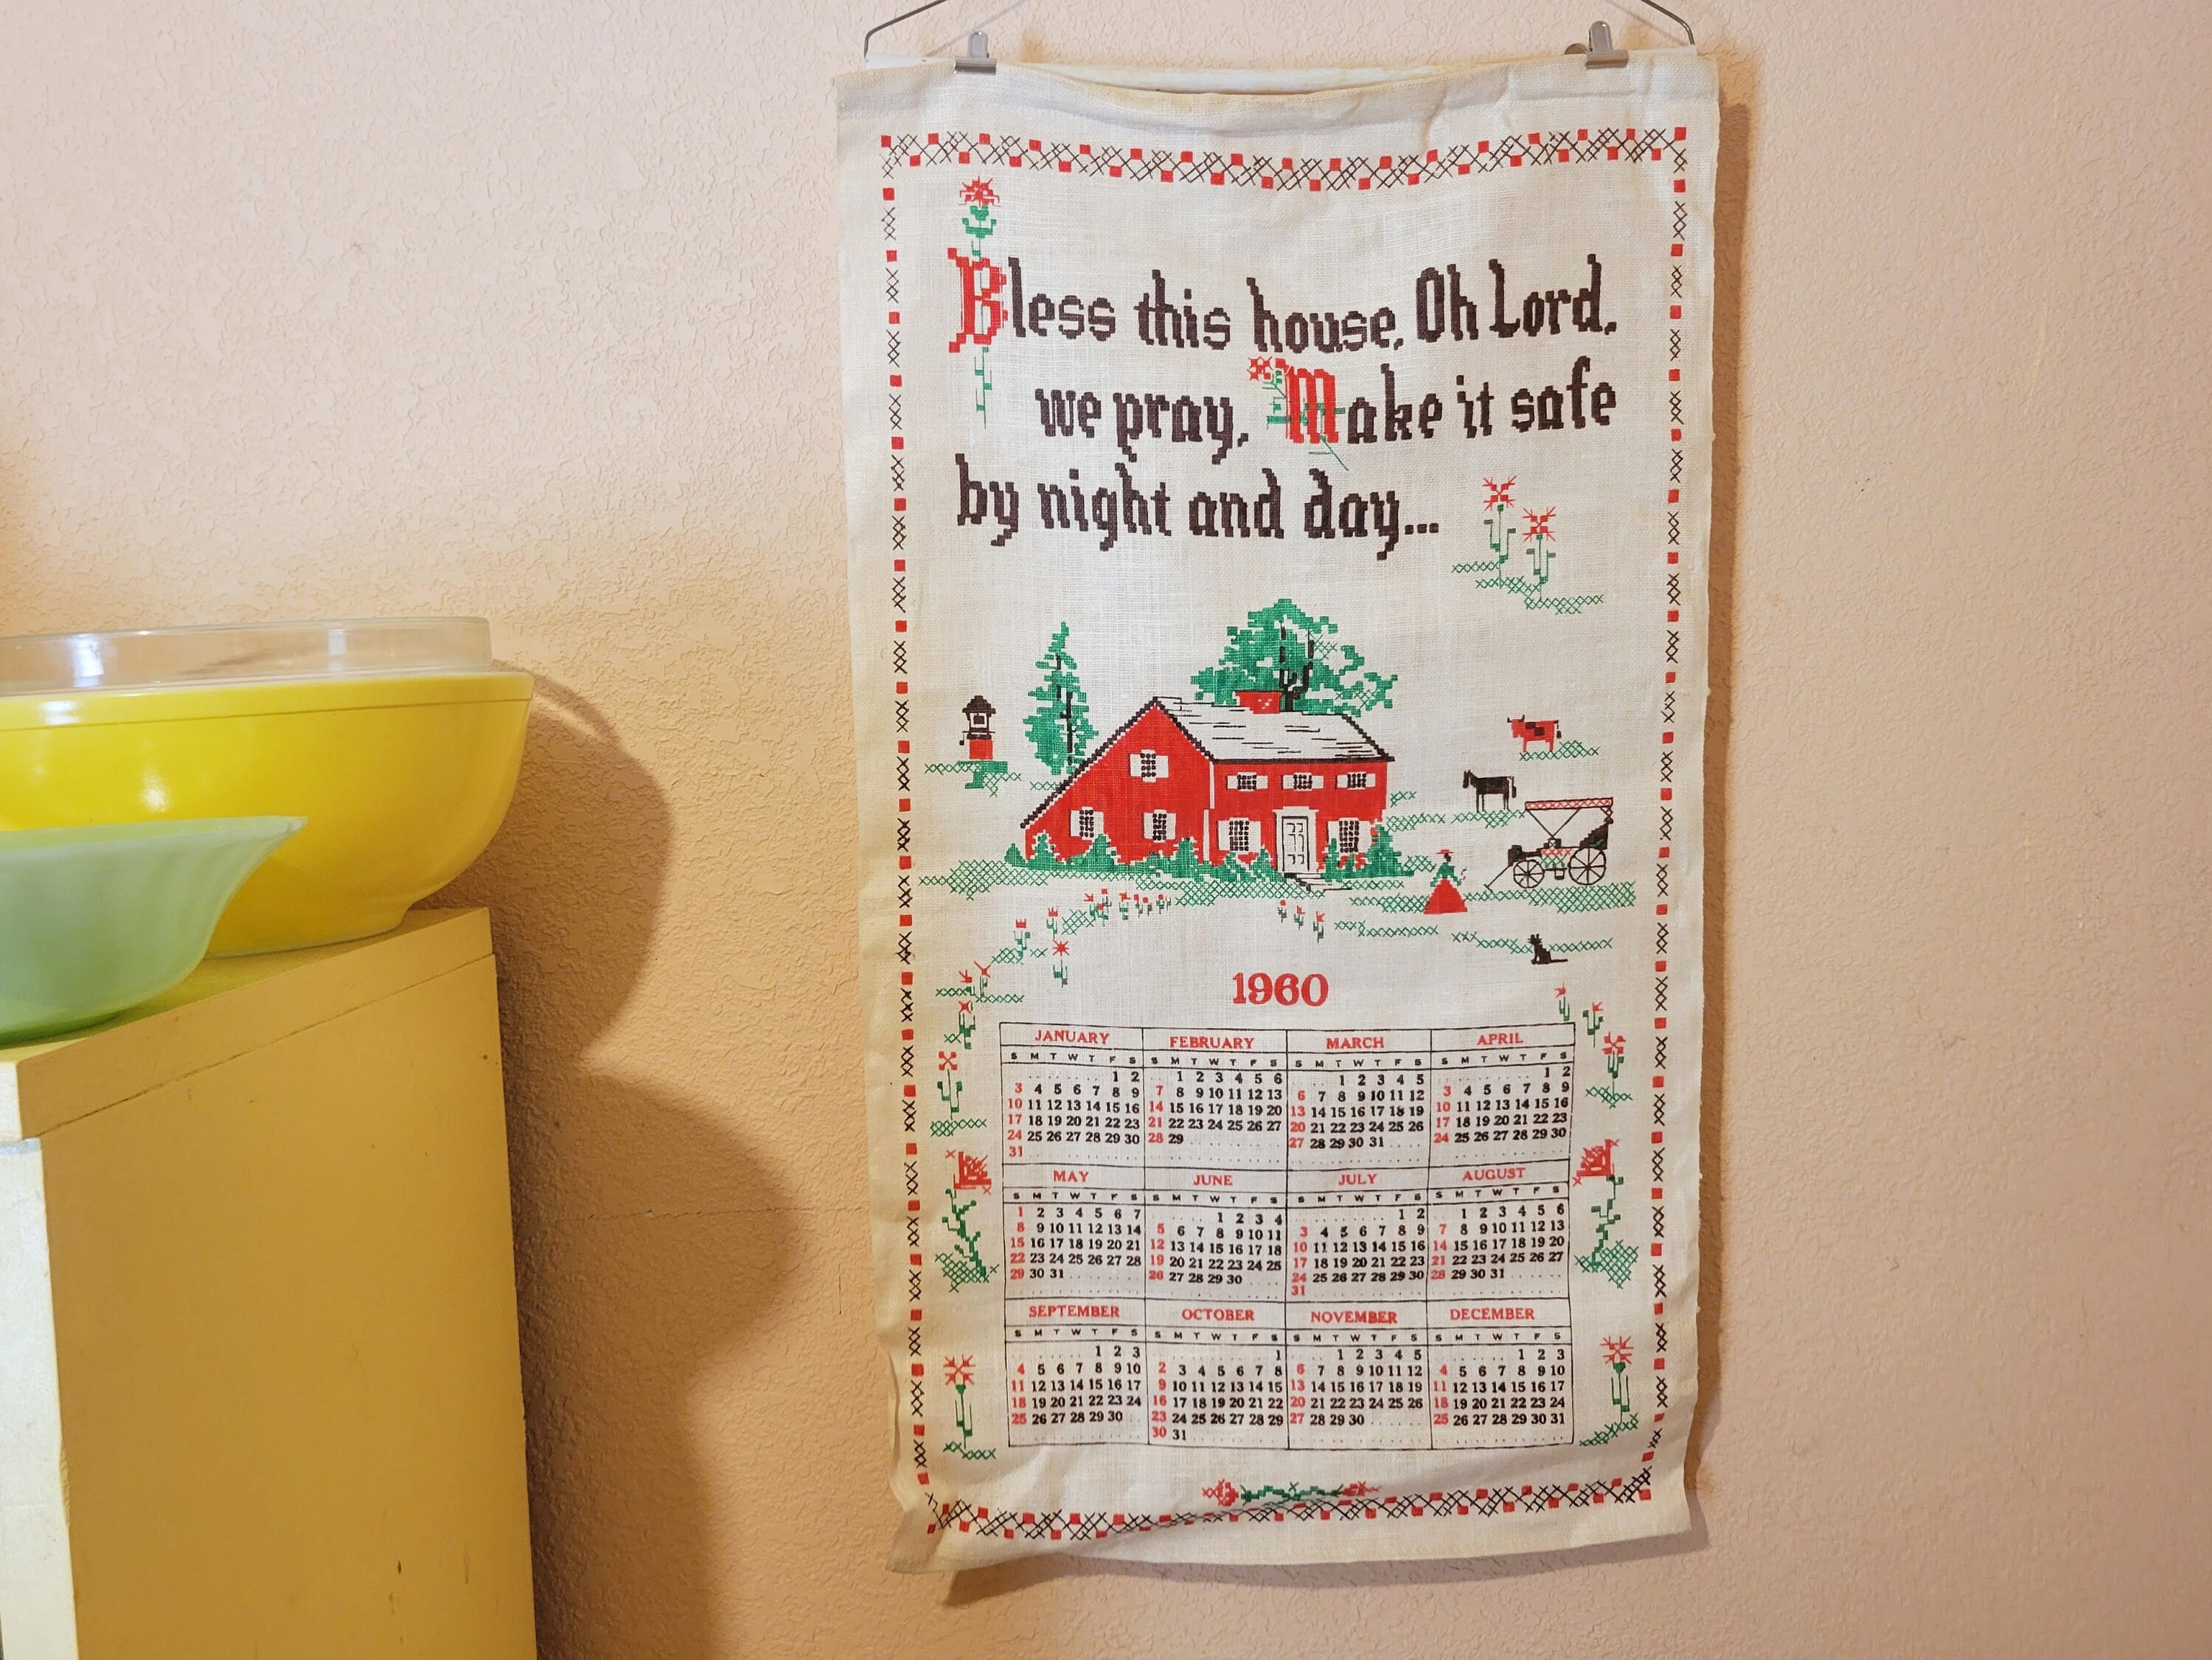 Bless this house, Oh Lord,
we pray, Make it safe
by night and day...
1960
JANUARY
S M T W T F S
1 2
3 4 5 6 7 8 9
10 11 12 13 14 15 16
17 18 19 20 21 22 23
24 25 26 27 28 29 30
31
FEBRUARY
S M T W T F S
1 2 3 4 5 6
7 8 9 10 11 12 13
14 15 16 17 18 19 20
21 22 23 24 25 26 27
28 29
MARCH
S M T W T F S
1 2 3 4 5
6 7 8 9 10 11 12
13 14 15 16 17 18 19
20 21 22 23 24 25 26
27 28 29 30 31
APRIL
S M T W T F S
1 2
3 4 5 6 7 8 9
10 11 12 13 14 15 16
17 18 19 20 21 22 23
24 25 26 27 28 29 30
MAY
S M T W T F S
1 2 3 4 5 6 7
8 9 10 11 12 13 14
15 16 17 18 19 20 21
22 23 24 25 26 27 28
29 30 31
JUNE
S M T W T F S
1 2 3 4
5 6 7 8 9 10 11
12 13 14 15 16 17 18
19 20 21 22 23 24 25
26 27 28 29 30
JULY
S M T W T F S
1 2
3 4 5 6 7 8 9
10 11 12 13 14 15 16
17 18 19 20 21 22 23
24 25 26 27 28 29 30
31
AUGUST
S M T W T F S
1 2 3 4 5 6
7 8 9 10 11 12 13
14 15 16 17 18 19 20
21 22 23 24 25 26 27
28 29 30 31
SEPTEMBER
S M T W T F S
1 2 3
4 5 6 7 8 9 10
11 12 13 14 15 16 17
18 19 20 21 22 23 24
25 26 27 28 29 30
OCTOBER
S M T W T F S
1
2 3 4 5 6 7 8
9 10 11 12 13 14 15
16 17 18 19 20 21 22
23 24 25 26 27 28 29
30 31
NOVEMBER
S M T W T F S
1 2 3 4 5
6 7 8 9 10 11 12
13 14 15 16 17 18 19
20 21 22 23 24 25 26
27 28 29 30
DECEMBER
S M T W T F S
1 2 3
4 5 6 7 8 9 10
11 12 13 14 15 16 17
18 19 20 21 22 23 24
25 26 27 28 29 30 31